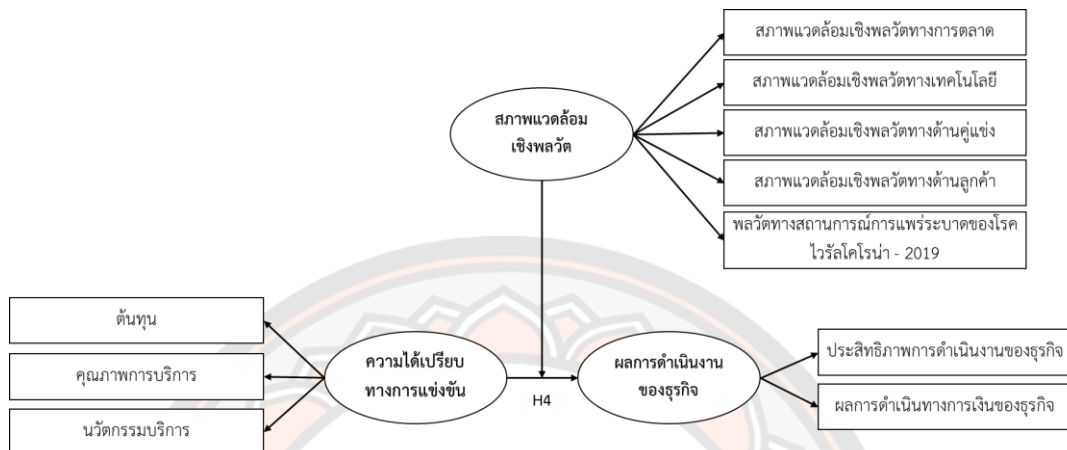 สภาพแวดล้อมเชิงพลวัตทางการตลาด
สภาพแวดล้อมเชิงพลวัตทางเทคโนโลยี
สภาพแวดล้อม
เชิงพลวัต
สภาพแวดล้อมเชิงพลวัตทางด้านคู่แข่ง
สภาพแวดล้อมเชิงพลวัตทางด้านลูกค้า
พลวัตทางสถานการณ์การแพร่ระบาดของโรค
ไวรัลโคโรน่า - 2019
ต้นทุน
คุณภาพการบริการ
นวัตกรรมบริการ
ความได้เปรียบ
ทางการแข่งขัน
H4
ผลการดำเนินงาน
ของธุรกิจ
ประสิทธิภาพการดำเนินงานของธุรกิจ
ผลการดำเนินทางการเงินของธุรกิจ